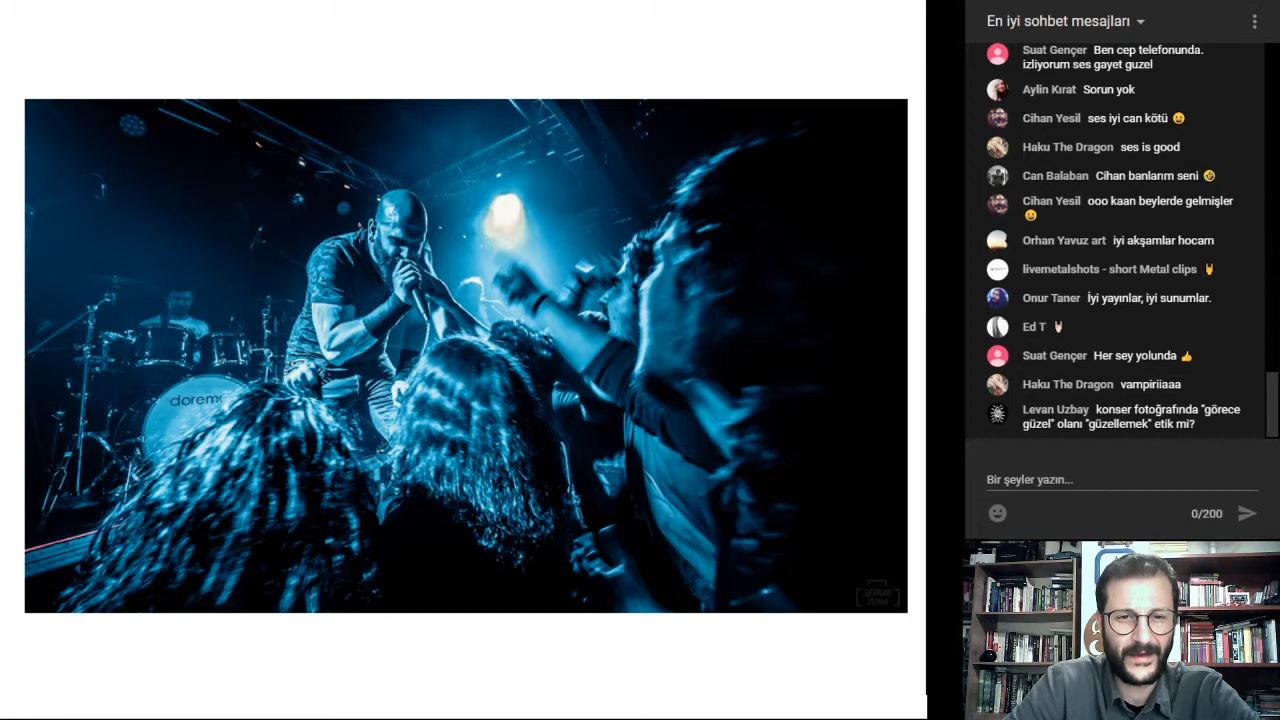 dorem
En iyi sohbet mesajları
Suat Gençer Ben cep telefonunda.
izliyorum ses gayet guzel
Aylin Kırat Sorun yok
Cihan Yesil ses iyi can kötü 😀
Haku The Dragon ses is good
Can Balaban Cihan banlarım seni 🤣
Cihan Yesil ooo kaan beylerde gelmişler
😀
Orhan Yavuz art iyi akşamlar hocam
livemetalshots - short Metal clips 🤘
Onur Taner İyi yayınlar, iyi sunumlar.
Ed T 🤘🏻
Suat Gençer Her sey yolunda 👍
Haku The Dragon vampiriiaaa
Levan Uzbay konser fotoğrafında "görece
güzel" olanı "güzellemek" etik mi?
Bir şeyler yazın...
0/200